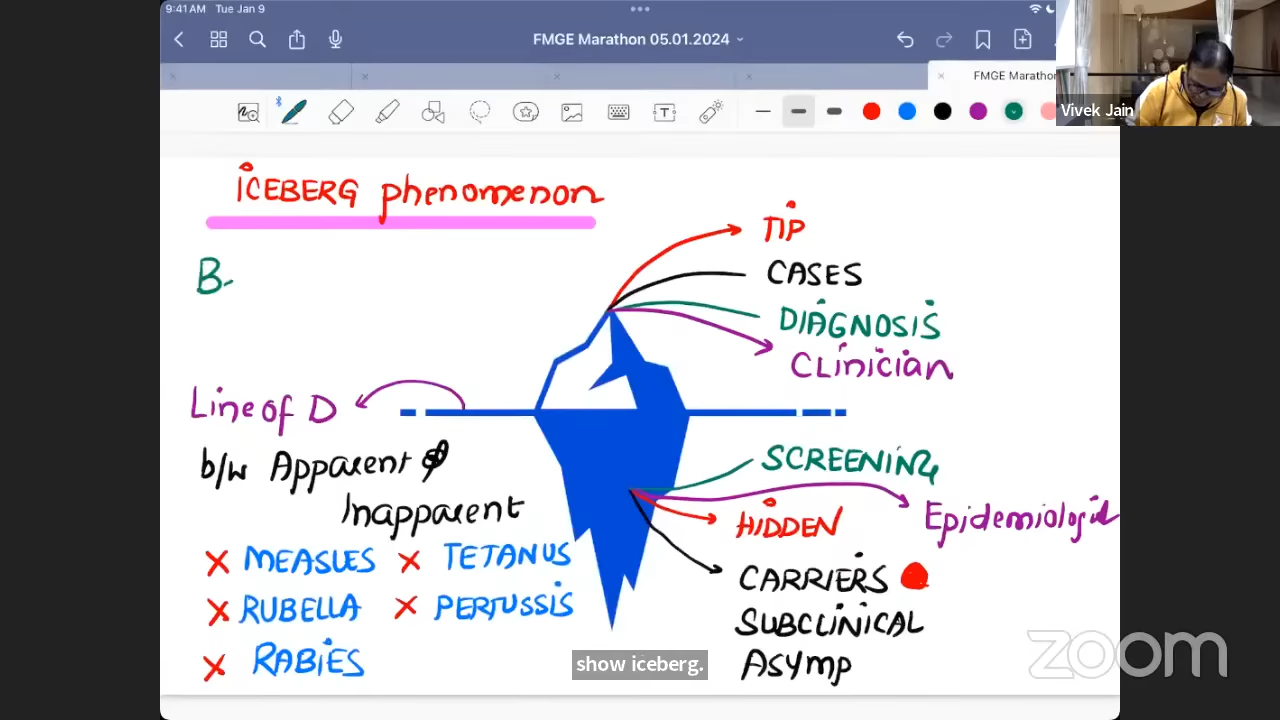 9:41 AM Tue Jan 9
FMGE Marathon 05.01.2024
FMGE Marathon
Vivek Jain
ICEBERG phenomenon
TIP
B-
CASES
DIAGNOSIS
CLinician
Line of D
b/w Apparent &
Inapparent
SCREENING
HIDDEN
Epidemiologist
× MEASLES × TETANUS
CARRIERS
× RUBELLA × PERTUSSIS
SUBCLINICAL
× RABIES
Asymp
show iceberg.
zoom